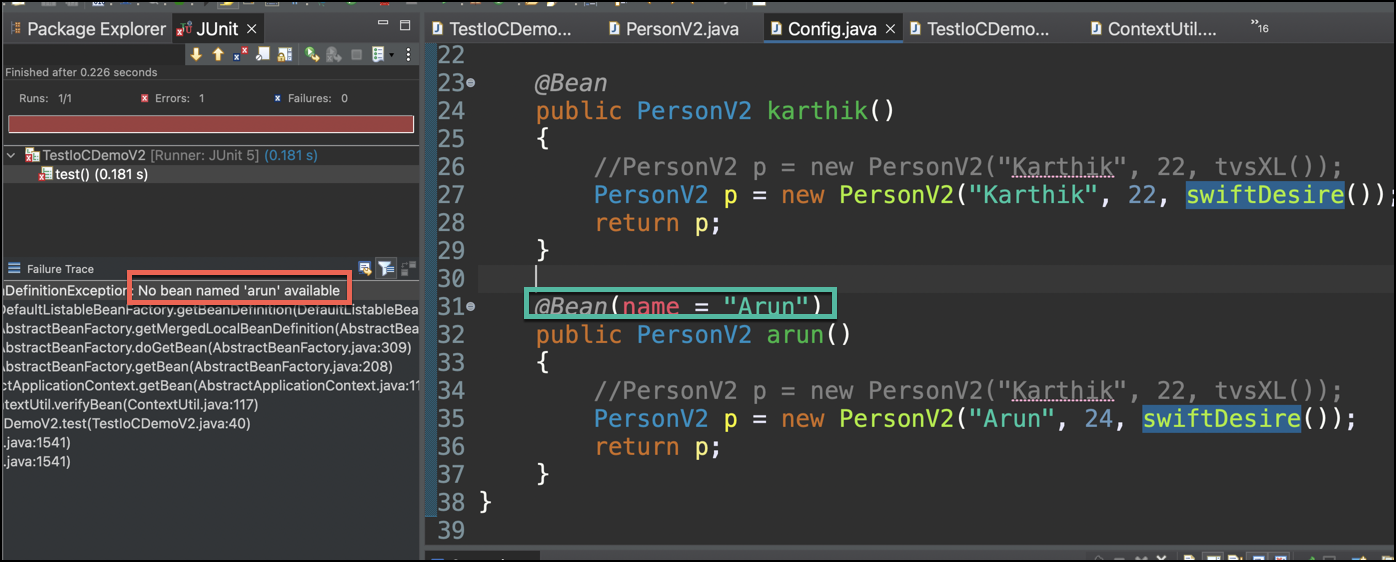 Package Explorer JUnit
Finished after 0.226 seconds
Runs: 1/1 Errors: 1 Failures: 0
TestIoCDemoV2 [Runner: JUnit 5] (0.181 s)
test() (0.181 s)
Failure Trace
DefinitionException: No bean named 'arun' available
DefaultListableBeanFactory.getBeanDefinition(DefaultListableBea
AbstractBeanFactory.getMergedLocalBeanDefinition(AbstractBea
AbstractBeanFactory.doGetBean(AbstractBeanFactory.java:309)
AbstractBeanFactory.getBean(AbstractBeanFactory.java:208)
ctApplicationContext.getBean(AbstractApplicationContext.java:11
ntextUtil.verifyBean(ContextUtil.java:117)
DemoV2.test(TestIoCDemoV2.java:40)
.java:1541)
.java:1541)
TestIoCDemo... PersonV2.java Config.java TestIoCDemo... ContextUtil.... »16
22
23 @Bean
24 public PersonV2 karthik()
25 {
26 //PersonV2 p = new PersonV2("Karthik", 22, tvsXL());
27 PersonV2 p = new PersonV2("Karthik", 22, swiftDesire());
28 return p;
29 }
30
31 @Bean(name = "Arun")
32 public PersonV2 arun()
33 {
34 //PersonV2 p = new PersonV2("Karthik", 22, tvsXL());
35 PersonV2 p = new PersonV2("Arun", 24, swiftDesire());
36 return p;
37 }
38 }
39